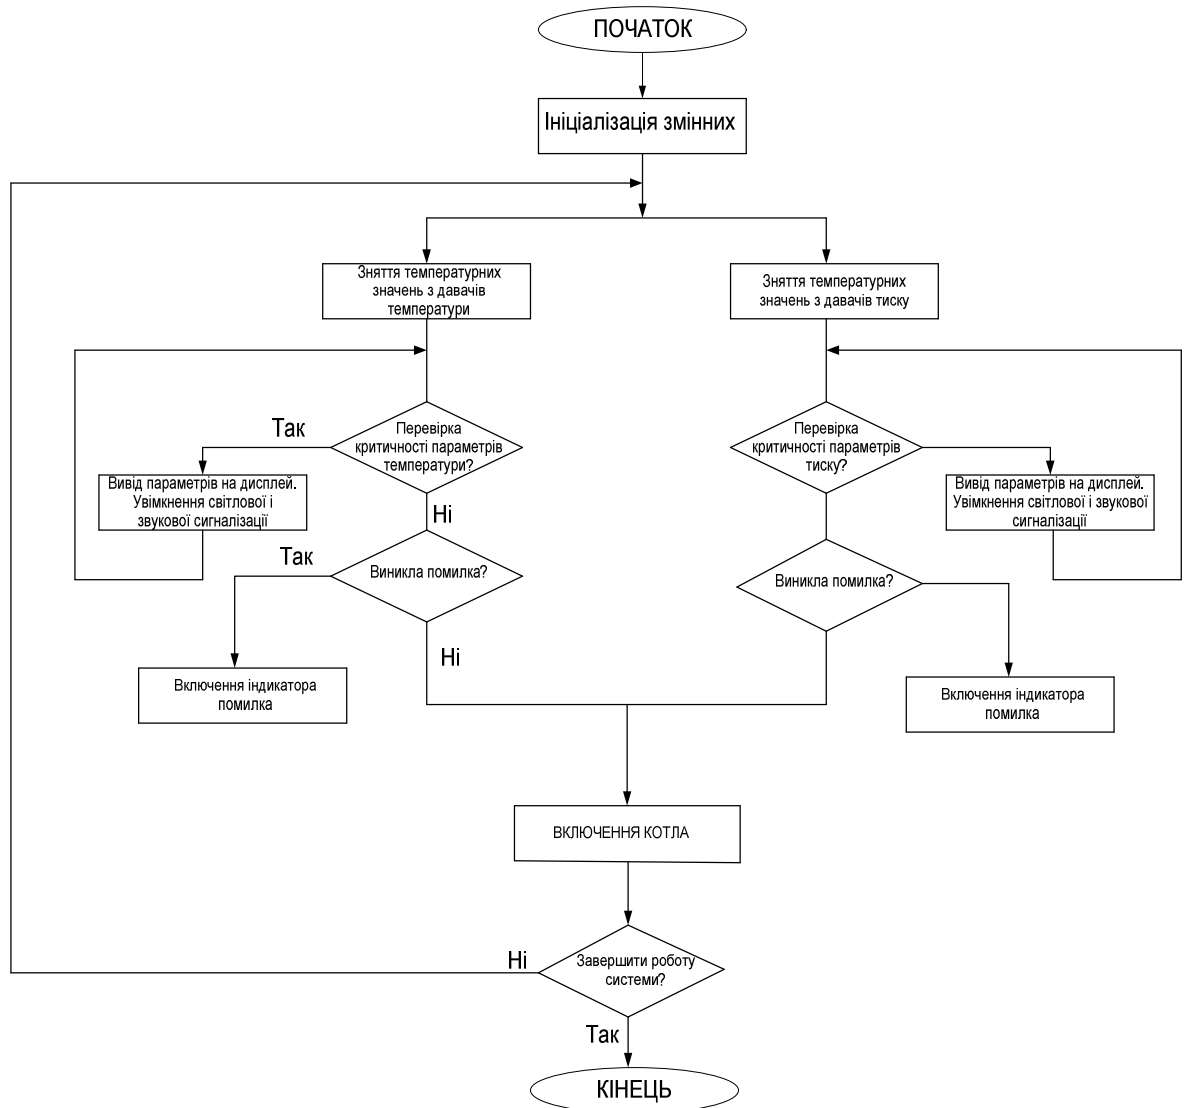 ПОЧАТОК
Ініціалізація змінних
Зняття температурних
значень з давачів
температури
Зняття температурних
значень з давачів тиску
Так
Перевірка
критичності параметрів
температури?
Перевірка
критичності параметрів
тиску?
Вивід параметрів на дисплей.
Увімкнення світлової і
звукової сигналізації
Вивід параметрів на дисплей.
Увімкнення світлової і звукової
сигналізації
Ні
Так
Виникла помилка?
Виникла помилка?
Ні
Включення індикатора
помилка
Включення індикатора
помилка
ВКЛЮЧЕННЯ КОТЛА
Ні
Завершити роботу
системи?
Так
КІНЕЦЬ